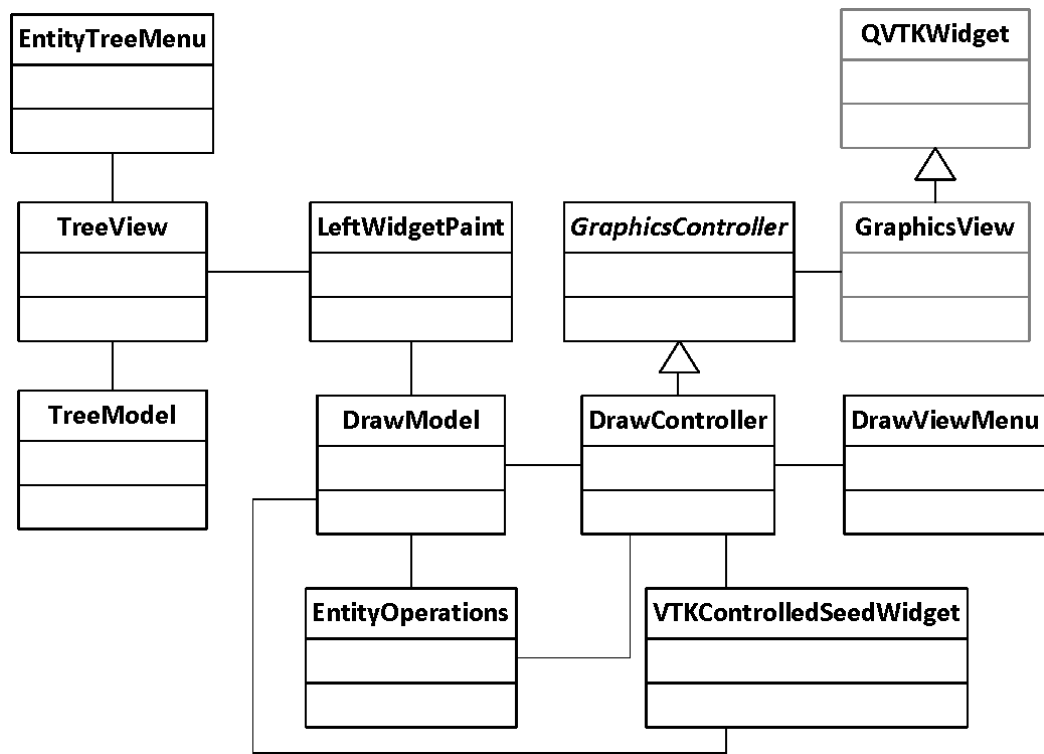 EntityTreeMenu
QVTKWidget
TreeView
LeftWidgetPaint
GraphicsController
GraphicsView
TreeModel
DrawModel
DrawController
DrawViewMenu
EntityOperations
VTKControlledSeedWidget